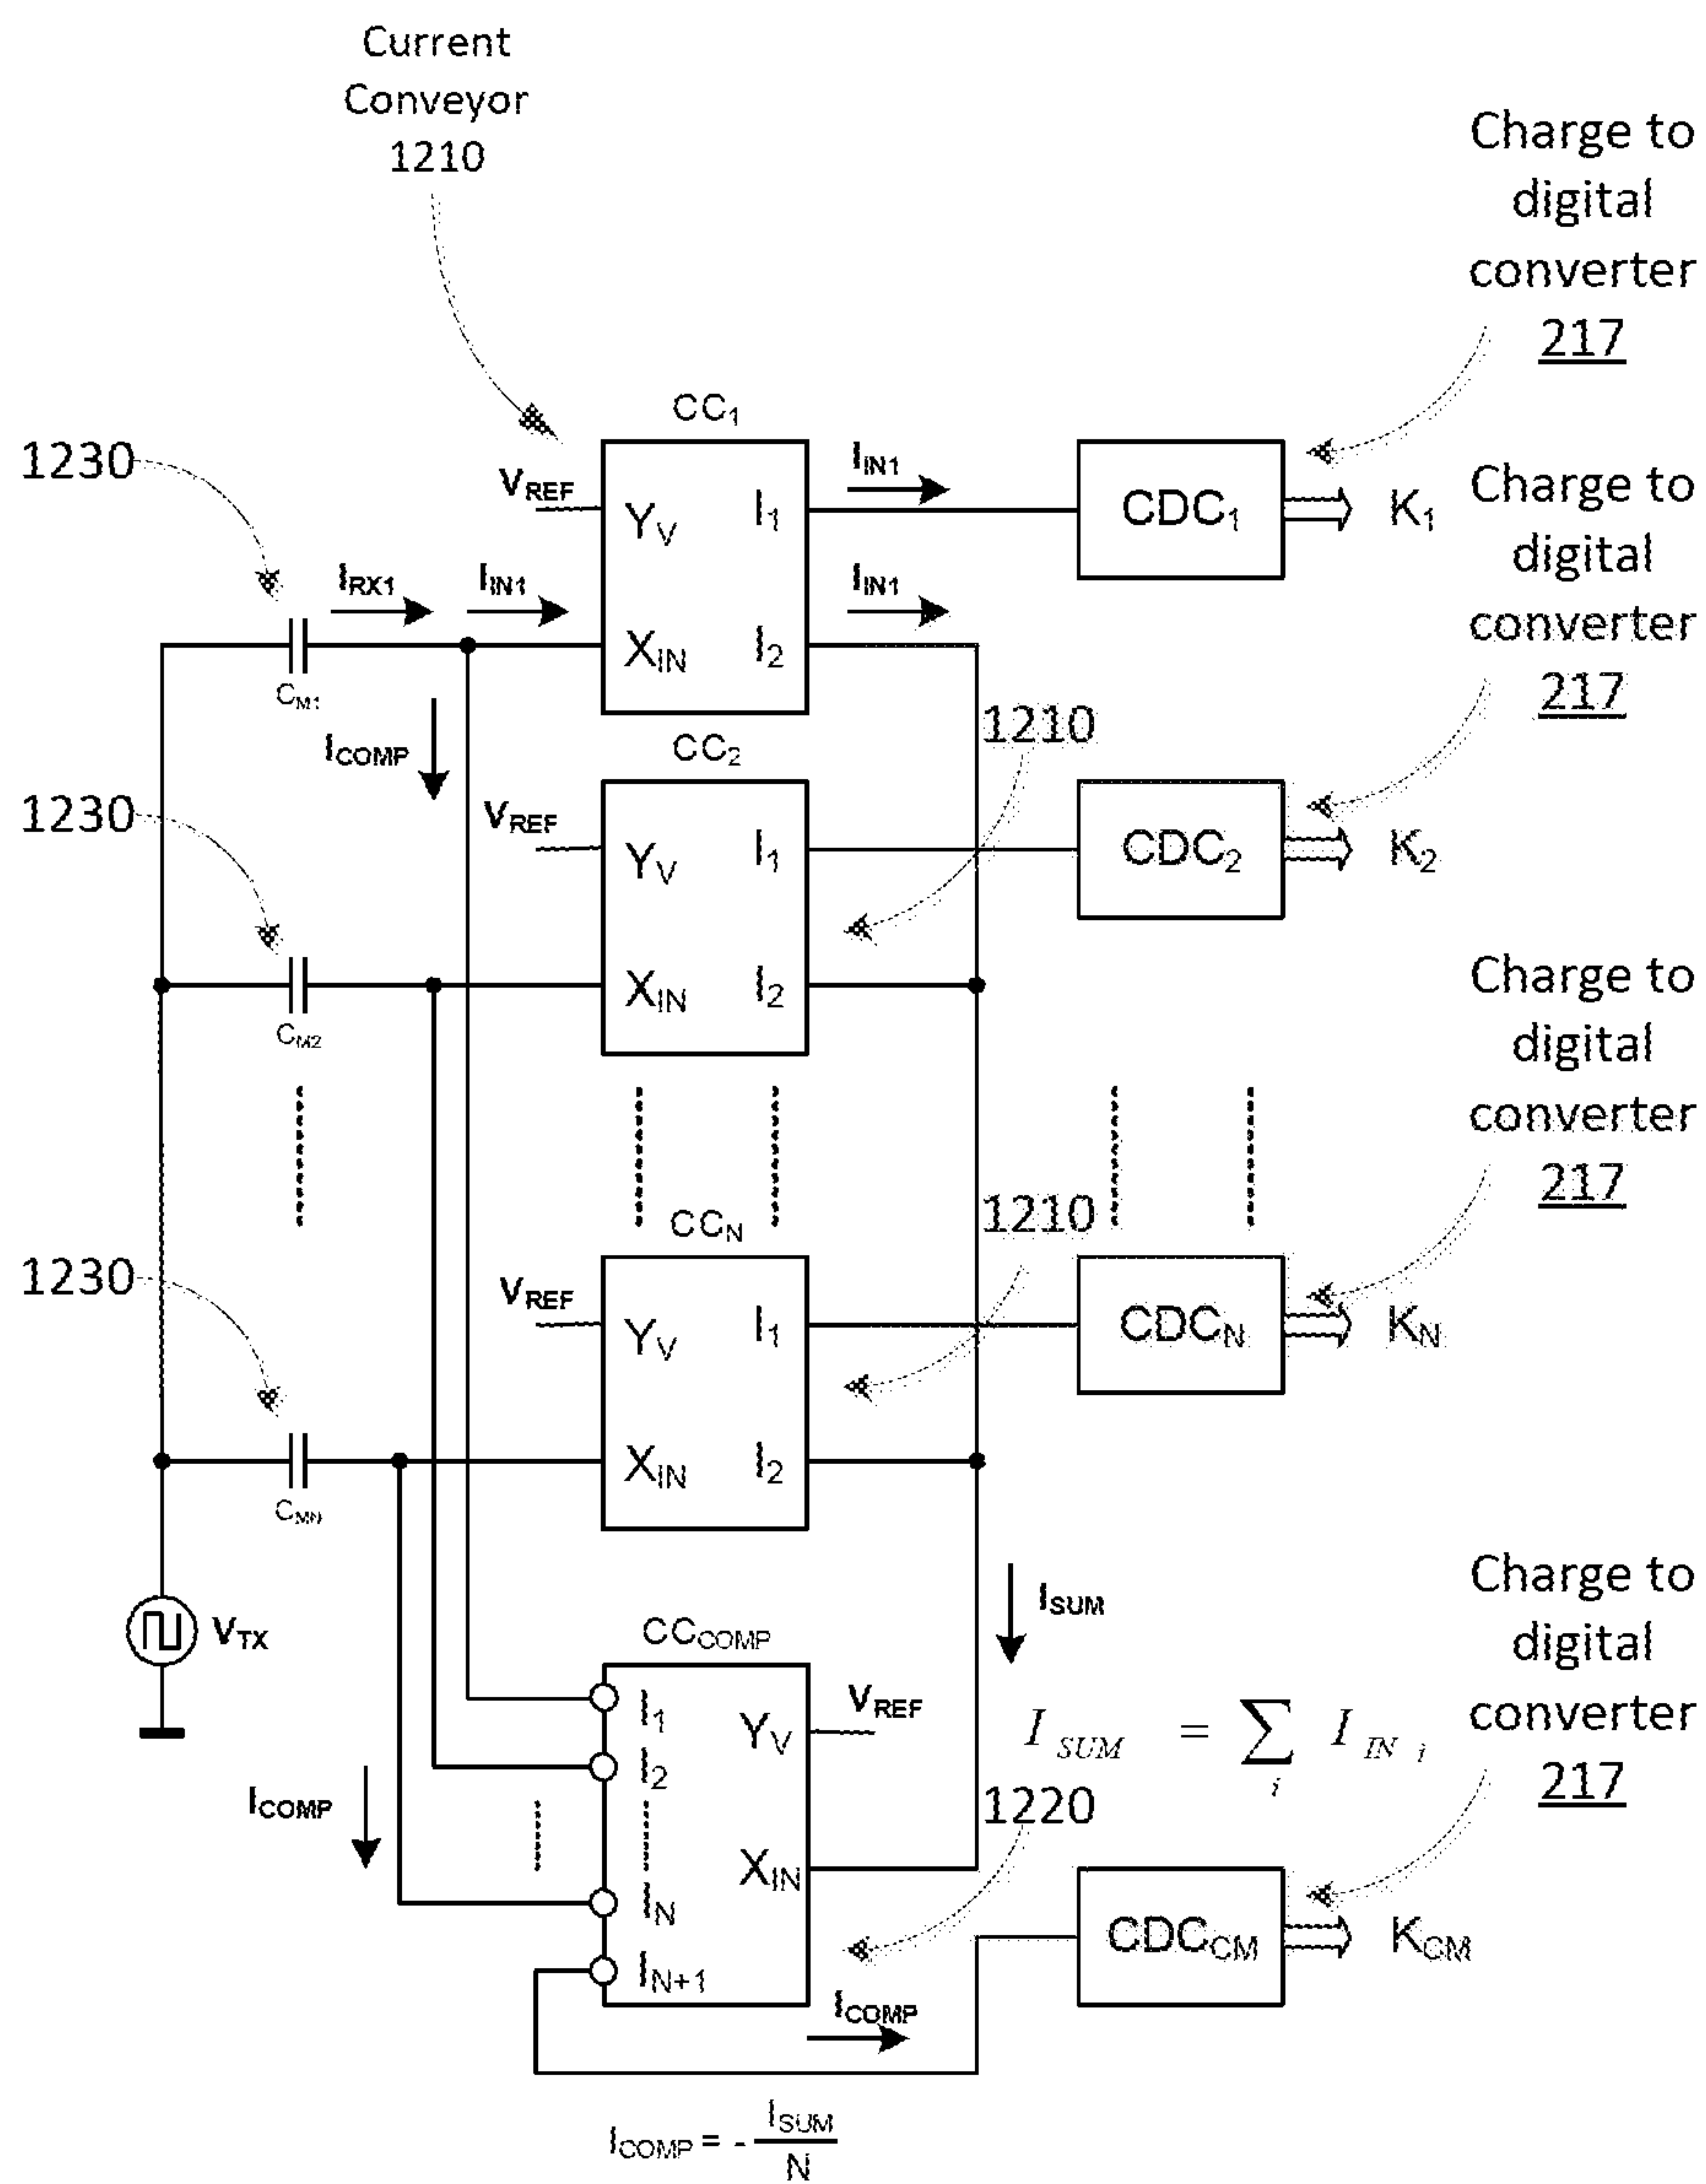 Current
Conveyor
1210
Charge to
digital
converter
217
CC1
1230
VREF
YV
I1
IIN1
CDC1
K1
Charge to
digital
converter
217
IRX1
IIN1
IIN1
XIN
I2
CM1
ICOMP
1210
CC2
1230
VREF
YV
I1
CDC2
K2
XIN
I2
CM2
Charge to
digital
converter
217
1210
CCN
1230
VREF
YV
I1
CDCN
KN
XIN
I2
CMN
VTX
ISUM
Charge to
digital
converter
217
CCCOMP
I1
YV
VREF
I SUM = ∑ i I IN i
I2
ICOMP
1220
XIN
IN
IN+1
CDCCM
KCM
ICOMP
ICOMP = - ISUM / N